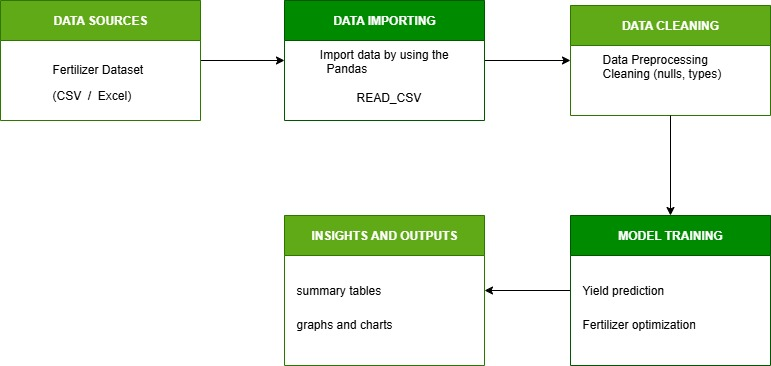 DATA SOURCES
Fertilizer Dataset
(CSV / Excel)
DATA IMPORTING
Import data by using the
Pandas
READ_CSV
DATA CLEANING
Data Preprocessing
Cleaning (nulls, types)
MODEL TRAINING
Yield prediction
Fertilizer optimization
INSIGHTS AND OUTPUTS
summary tables
graphs and charts